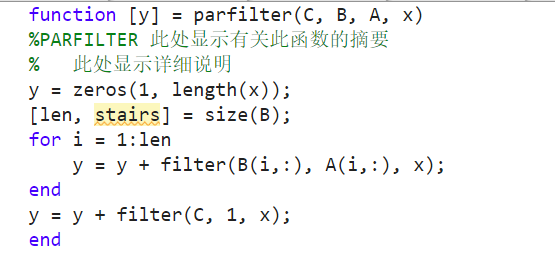 function [y] = parfilter(C, B, A, x)
%PARFILTER 此处显示有关此函数的摘要
%   此处显示详细说明
y = zeros(1, length(x));
[len, stairs] = size(B);
for i = 1:len
    y = y + filter(B(i,:), A(i,:), x);
end
y = y + filter(C, 1, x);
end